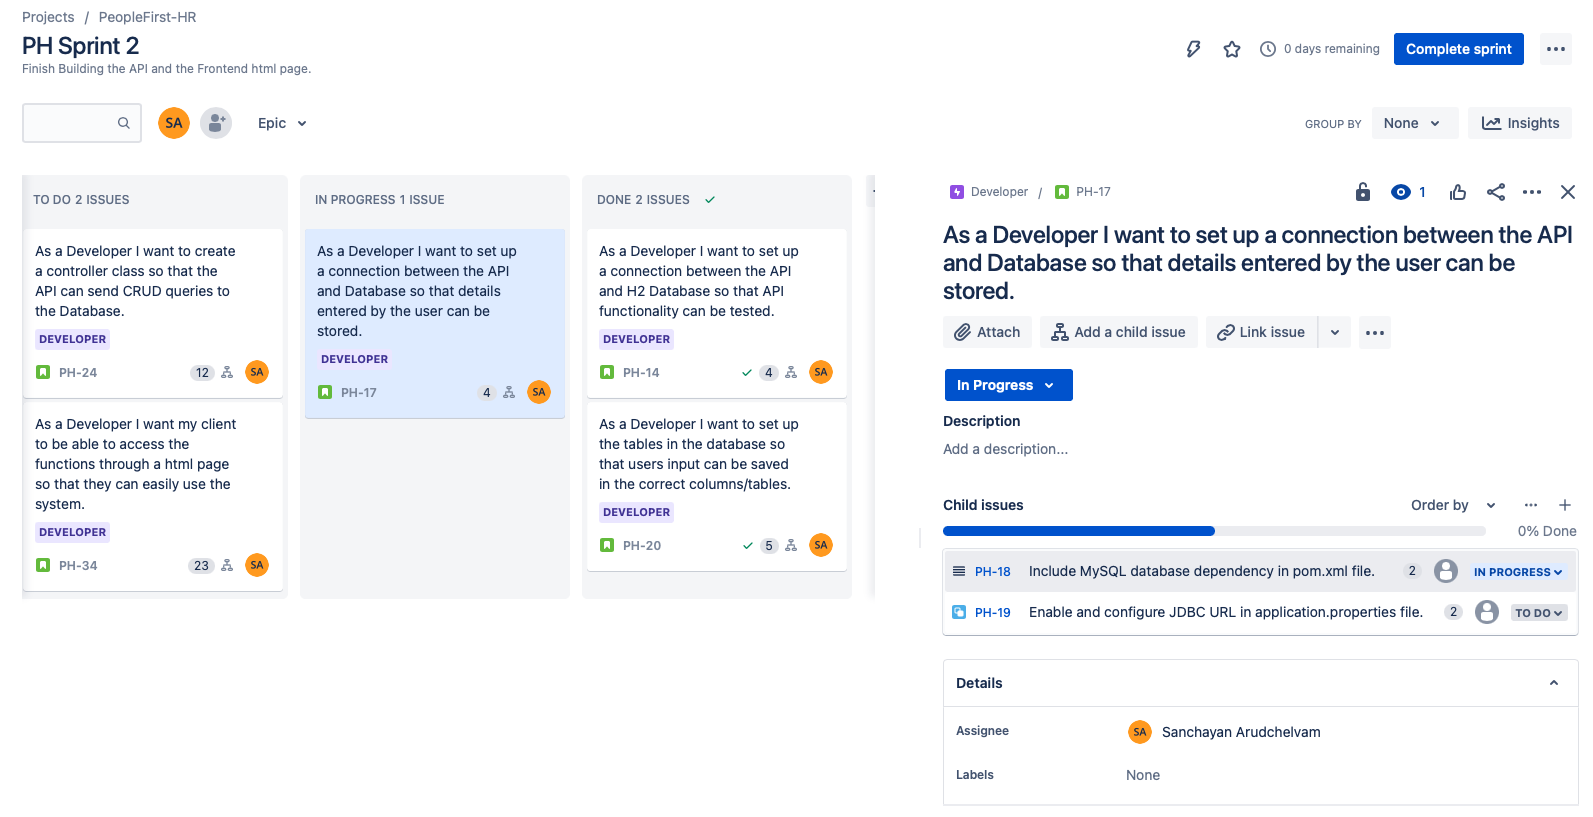 Projects / PeopleFirst-HR
PH Sprint 2
Finish Building the API and the Frontend html page.
0 days remaining
Complete sprint
SA
Epic
GROUP BY
None
Insights
TO DO 2 ISSUES
As a Developer I want to create
a controller class so that the
API can send CRUD queries to
the Database.
DEVELOPER
PH-24
12
SA
As a Developer I want my client
to be able to access the
functions through a html page
so that they can easily use the
system.
DEVELOPER
PH-34
23
SA
IN PROGRESS 1 ISSUE
As a Developer I want to set up
a connection between the API
and Database so that details
entered by the user can be
stored.
DEVELOPER
PH-17
4
SA
DONE 2 ISSUES
As a Developer I want to set up
a connection between the API
and H2 Database so that API
functionality can be tested.
DEVELOPER
PH-14
4
SA
As a Developer I want to set up
the tables in the database so
that users input can be saved
in the correct columns/tables.
DEVELOPER
PH-20
5
SA
Developer / PH-17
1
As a Developer I want to set up a connection between the API
and Database so that details entered by the user can be
stored.
Attach
Add a child issue
Link issue
In Progress
Description
Add a description...
Child issues
Order by
0% Done
PH-18 Include MySQL database dependency in pom.xml file. 2 IN PROGRESS
PH-19 Enable and configure JDBC URL in application.properties file. 2 TO DO
Details
Assignee
SA Sanchayan Arudchelvam
Labels
None